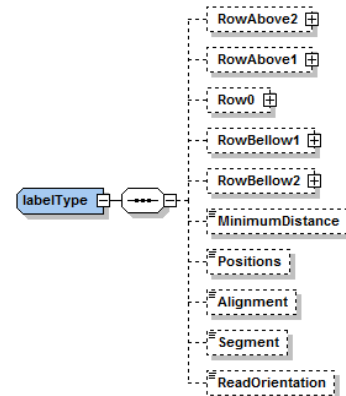 RowAbove2
RowAbove1
Row0
RowBellow1
labelType
RowBellow2
MinimumDistance
Positions
Alignment
Segment
ReadOrientation